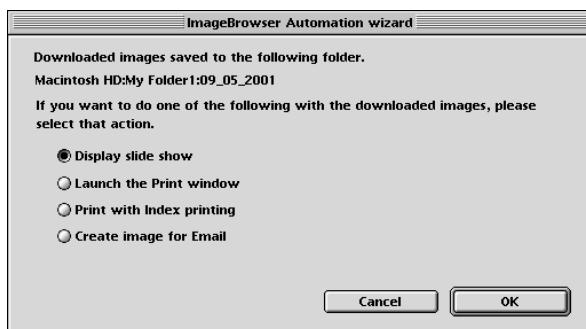 ImageBrowser Automation wizard
Downloaded images saved to the following folder.
Macintosh HD:My Folder1:09_05_2001
If you want to do one of the following with the downloaded images, please
select that action.
Display slide show
Launch the Print window
Print with Index printing
Create image for Email
Cancel
OK